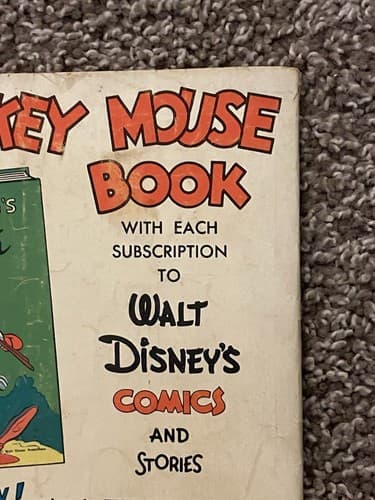 KEY MOUSE
BOOK
WITH EACH
SUBSCRIPTION
TO
WALT
DISNEY'S
COMICS
AND
STORIES
'S
Y!